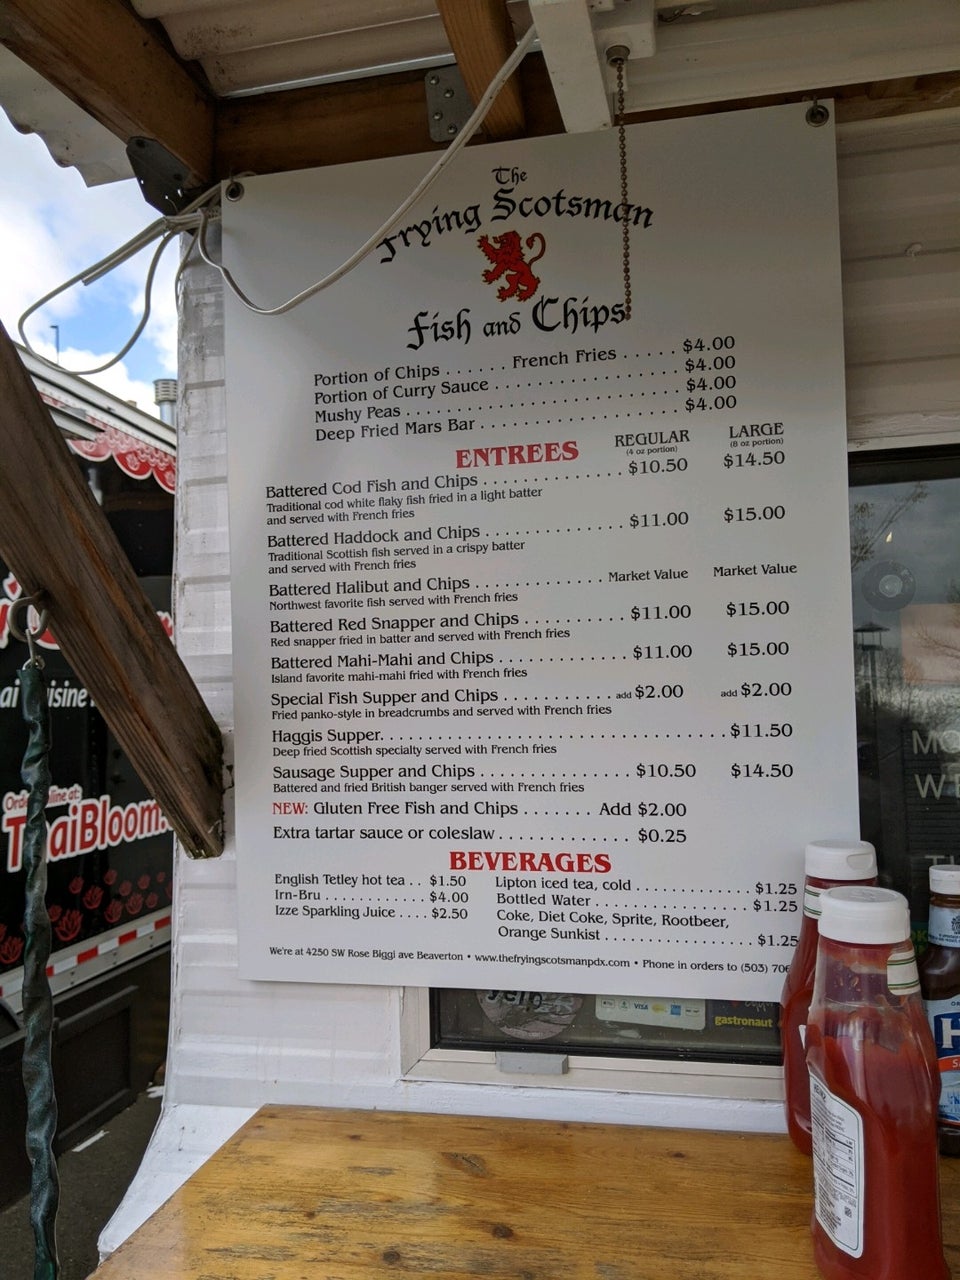 The
Frying Scotsman
Fish and Chips
Portion of Chips . . . . . . French Fries . . . . . $4.00
Portion of Curry Sauce . . . . . . . . . . . . . . . . . $4.00
Mushy Peas . . . . . . . . . . . . . . . . . . . . . . . . . $4.00
Deep Fried Mars Bar . . . . . . . . . . . . . . . . . . $4.00
ENTREES REGULAR LARGE
(4 oz portion) (8 oz portion)
Battered Cod Fish and Chips . . . . . . . . . . . . $10.50 $14.50
Traditional cod white flaky fish fried in a light batter
and served with French fries
Battered Haddock and Chips . . . . . . . . . . . . $11.00 $15.00
Traditional Scottish fish served in a crispy batter
and served with French fries
Battered Halibut and Chips . . . . . . . . . . . . Market Value Market Value
Northwest favorite fish served with French fries
Battered Red Snapper and Chips . . . . . . . . . . $11.00 $15.00
Red snapper fried in batter and served with French fries
Battered Mahi-Mahi and Chips . . . . . . . . . . . . $11.00 $15.00
Island favorite mahi-mahi fried with French fries
Special Fish Supper and Chips . . . . . . . . . . add $2.00 add $2.00
Fried panko-style in breadcrumbs and served with French fries
Haggis Supper. . . . . . . . . . . . . . . . . . . . . . . . . . . . . . . $11.50
Deep fried Scottish specialty served with French fries
Sausage Supper and Chips . . . . . . . . . . . . . . $10.50 $14.50
Battered and fried British banger served with French fries
NEW: Gluten Free Fish and Chips . . . . . . . Add $2.00
Extra tartar sauce or coleslaw . . . . . . . . . . . . $0.25
BEVERAGES
English Tetley hot tea . . $1.50
Irn-Bru . . . . . . . . . . . . $4.00
Izze Sparkling Juice . . . . $2.50
Lipton iced tea, cold . . . . . . . . . . . . $1.25
Bottled Water . . . . . . . . . . . . . . . . . $1.25
Coke, Diet Coke, Sprite, Rootbeer,
Orange Sunkist . . . . . . . . . . . . . . . . $1.25
We're at 4250 SW Rose Biggi ave Beaverton • www.thefryingscotsmanpdx.com • Phone in orders to (503) 706
yelp
VISA
gastronaut
Order Online at:
ThaiBloom.